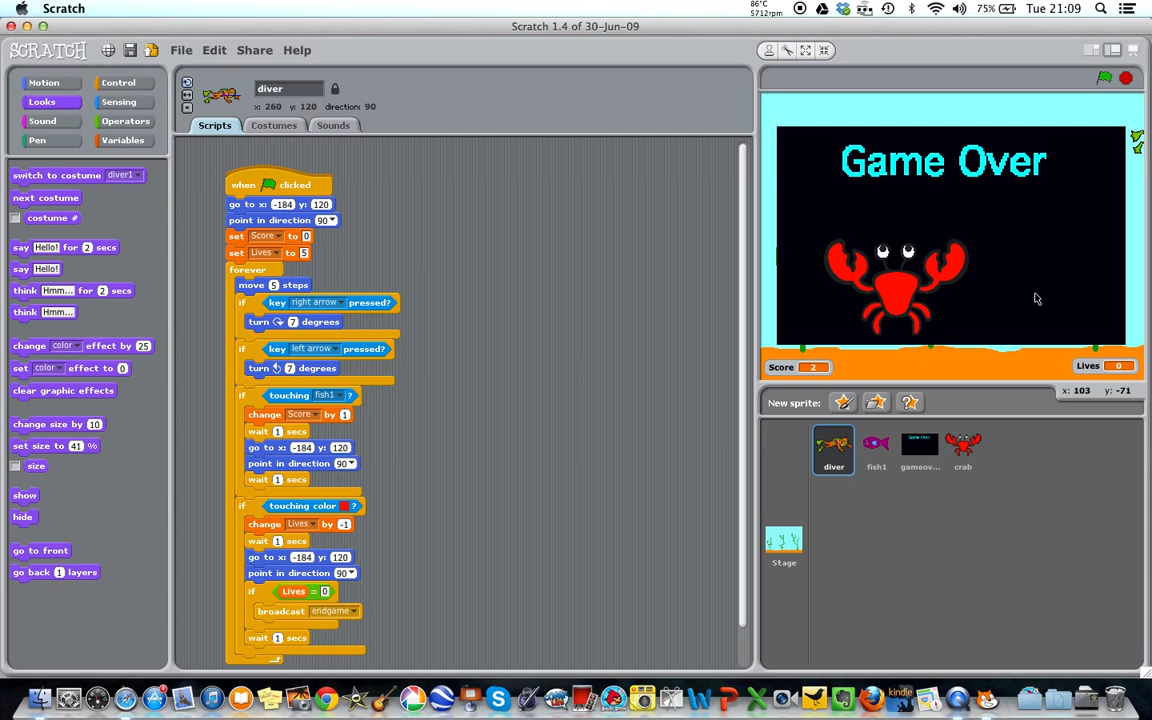 Scratch
86°C
5712rpm
75%
Tue 21:09
Scratch 1.4 of 30-Jun-09
SCRATCH
File Edit Share Help
Motion Control
Looks Sensing
Sound Operators
Pen Variables
switch to costume diver1
next costume
costume #
say Hello! for 2 secs
say Hello!
think Hmm... for 2 secs
think Hmm...
change color effect by 25
set color effect to 0
clear graphic effects
change size by 10
set size to 41 %
size
show
hide
go to front
go back 1 layers
diver
x: 260 y: 120 direction: 90
Scripts Costumes Sounds
when clicked
go to x: -184 y: 120
point in direction 90
set Score to 0
set Lives to 5
forever
move 5 steps
if key right arrow pressed?
turn 7 degrees
if key left arrow pressed?
turn 7 degrees
if touching fish1 ?
change Score by 1
wait 1 secs
go to x: -184 y: 120
point in direction 90
wait 1 secs
if touching color ?
change Lives by -1
wait 1 secs
go to x: -184 y: 120
point in direction 90
if Lives = 0
broadcast endgame
wait 1 secs
Game Over
Score 2
Lives 0
x: 103 y: -71
New sprite:
Game Over
diver fish1 gameov... crab
Stage
kindle